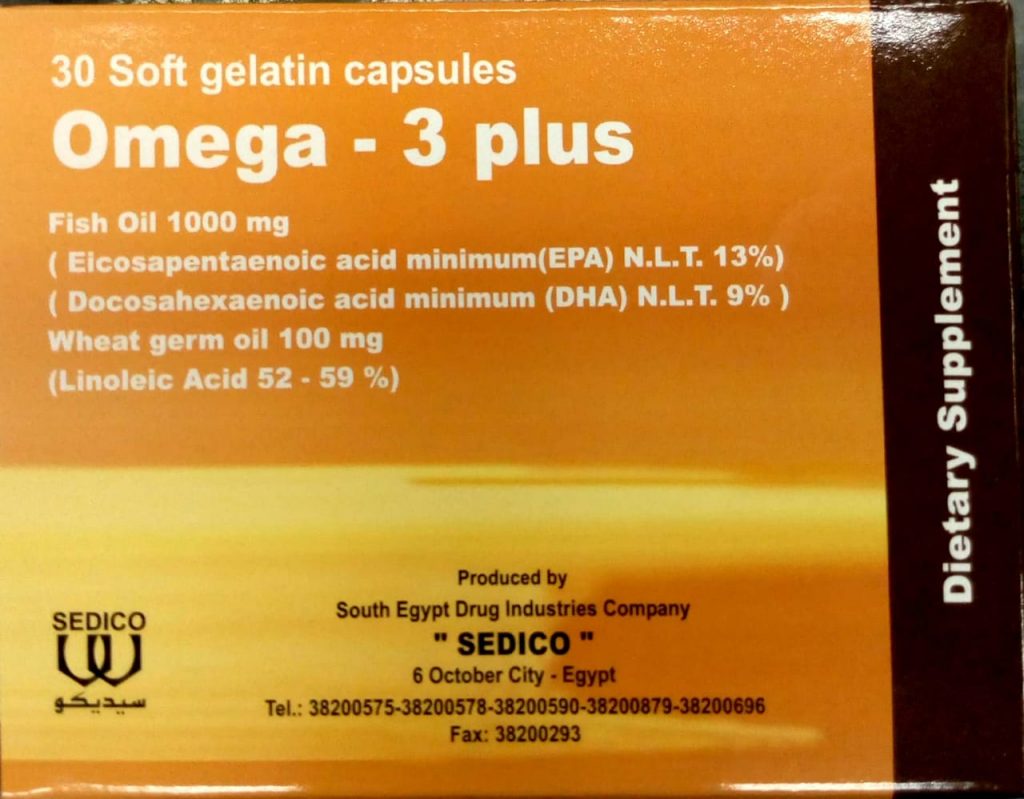 30 Soft gelatin capsules
Omega - 3 plus
Fish Oil 1000 mg
( Eicosapentaenoic acid minimum(EPA) N.L.T. 13%)
( Docosahexaenoic acid minimum (DHA) N.L.T. 9% )
Wheat germ oil 100 mg
(Linoleic Acid 52 - 59 %)
Dietary Supplement
SEDICO
سيديكو
Produced by
South Egypt Drug Industries Company
" SEDICO "
6 October City - Egypt
Tel.: 38200575-38200578-38200590-38200879-38200696
Fax: 38200293